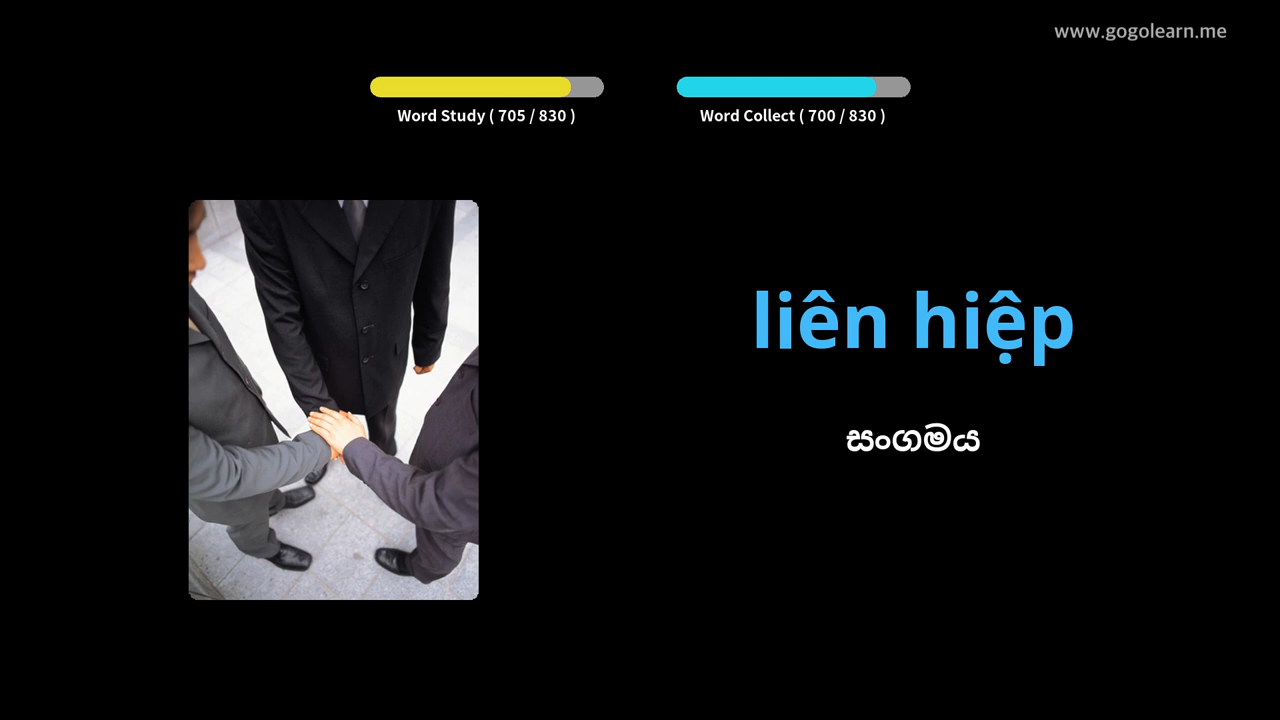 www.gogolearn.me
Word Study ( 705 / 830 )
Word Collect ( 700 / 830 )
liên hiệp
සංගමය